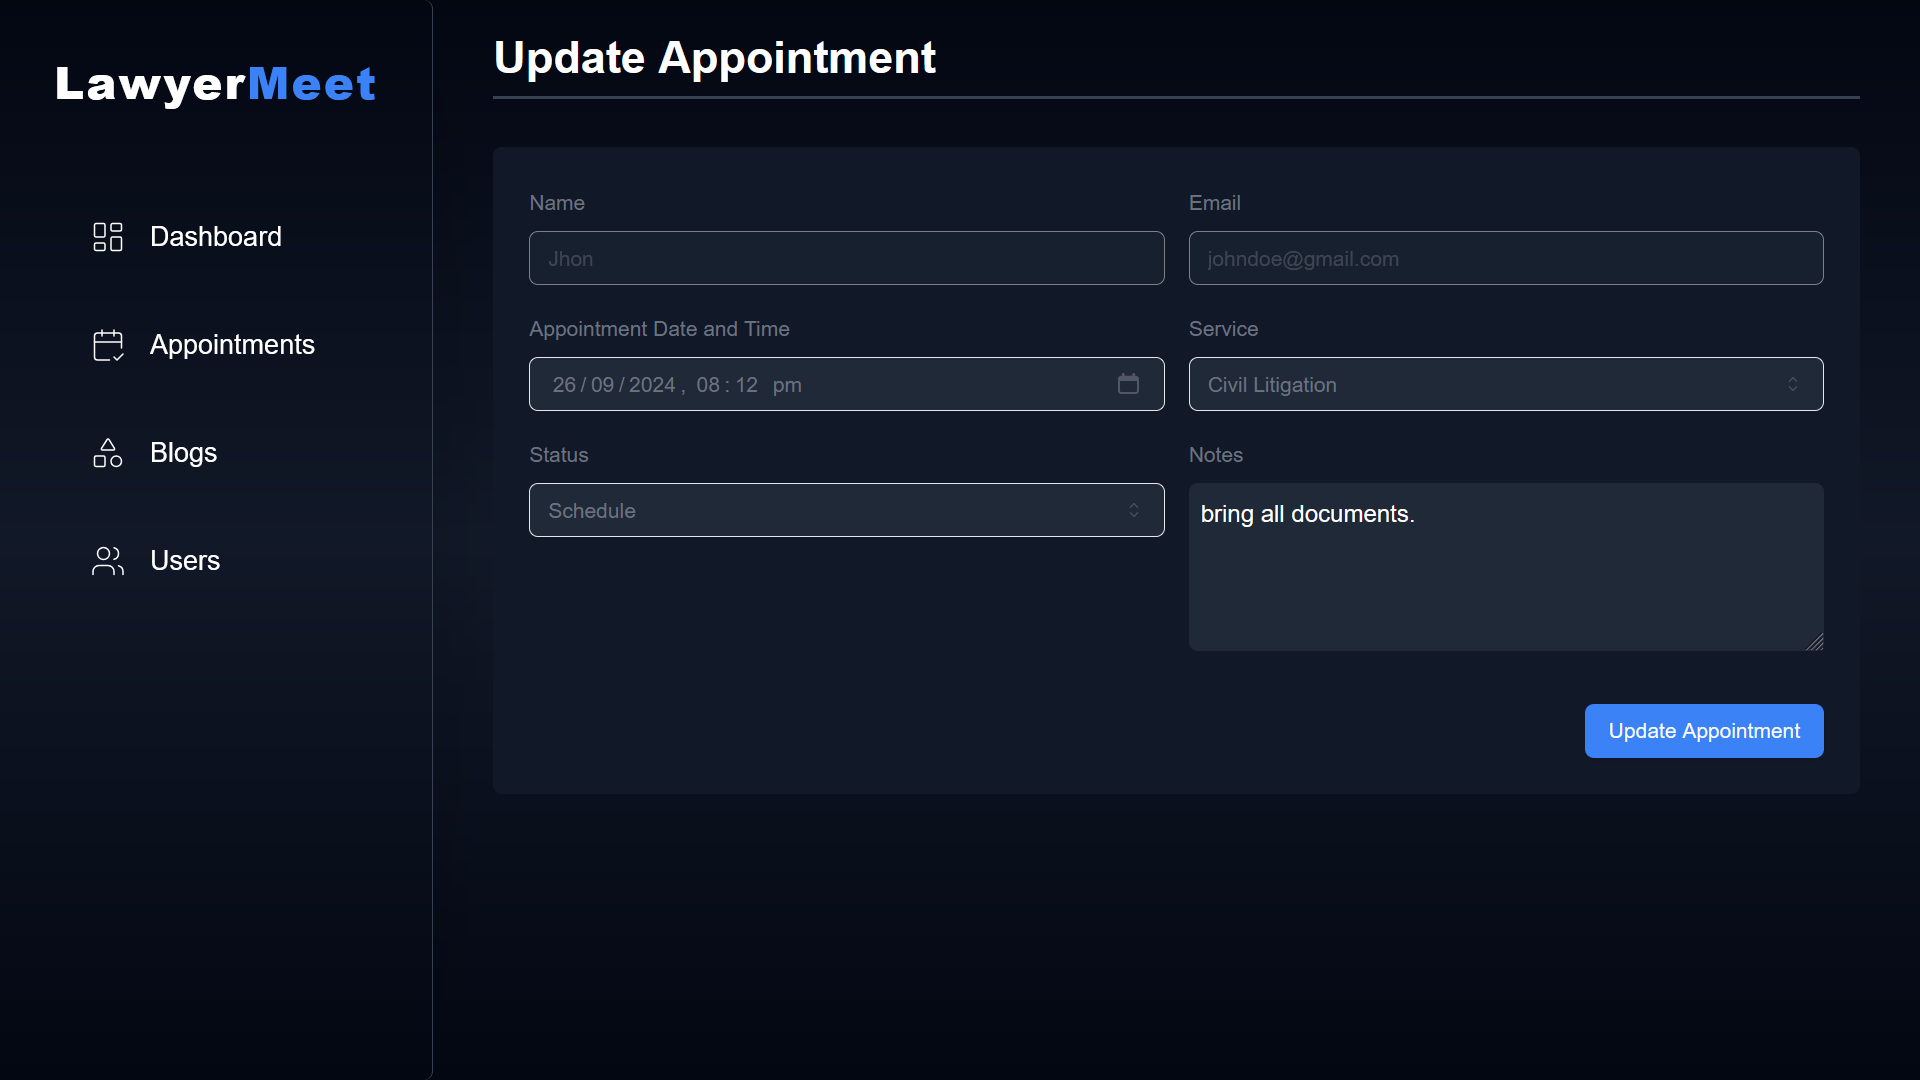 LawyerMeet
Dashboard
Appointments
Blogs
Users
Update Appointment
Name
Jhon
Email
johndoe@gmail.com
Appointment Date and Time
26/09/2024, 08:12 pm
Service
Civil Litigation
Status
Schedule
Notes
bring all documents.
Update Appointment